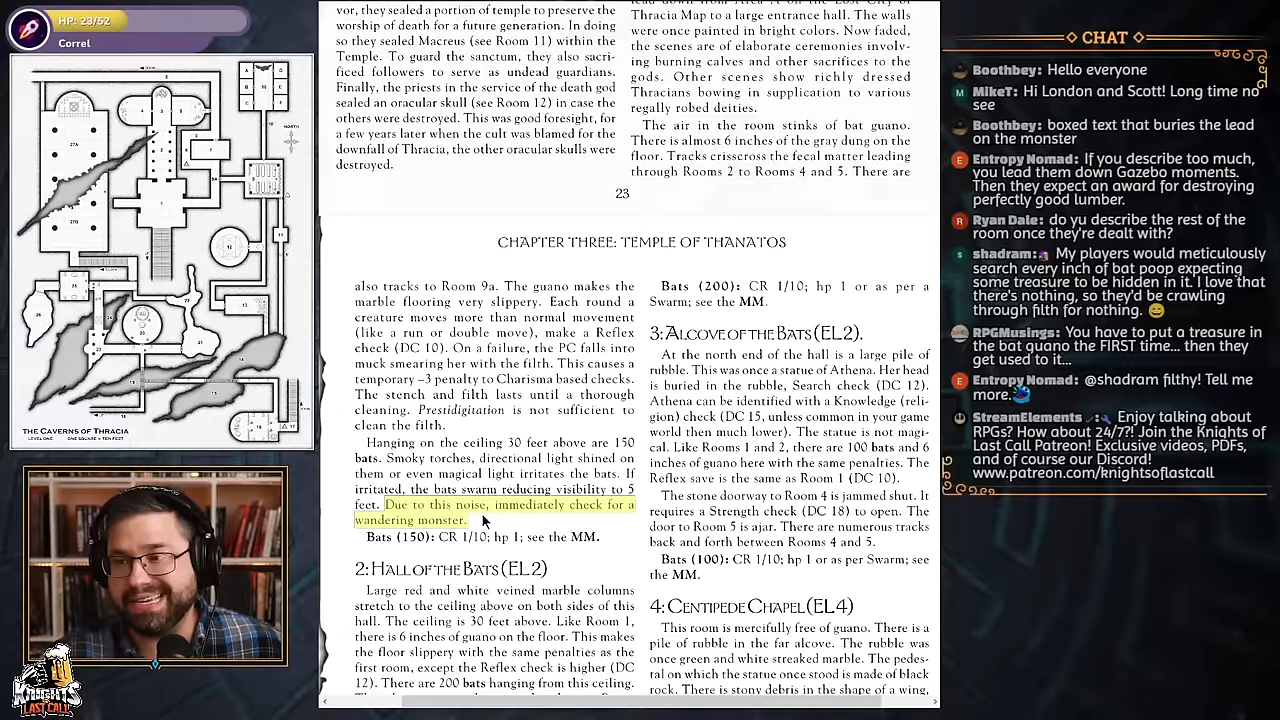 HP: 23/52
Correl
NORTH
THE CAVERNS OF THRACIA
LEVEL ONE ONE SQUARE = TEN FEET
KNIGHTS
OF LAST CALL
vor, they sealed a portion of temple to preserve the
worship of death for a future generation. In doing
so they sealed Macreus (see Room 11) within the
Temple. To guard the sanctum, they also sacri-
ficed followers to serve as undead guardians.
Finally, the priests in the service of the death god
sealed an oracular skull (see Room 12) in case the
others were destroyed. This was good foresight, for
a few years later when the cult was blamed for the
downfall of Thracia, the other oracular skulls were
destroyed.
lead down from Area A on the Lost City of
Thracia Map to a large entrance hall. The walls
were once painted in bright colors. Now faded,
the scenes are of elaborate ceremonies involv-
ing burning calves and other sacrifices to the
gods. Other scenes show richly dressed
Thracians bowing in supplication to various
regally robed deities.
The air in the room stinks of bat guano.
There is almost 6 inches of the gray dung on the
floor. Tracks crisscross the fecal matter leading
through Rooms 2 to Rooms 4 and 5. There are
23
CHAPTER THREE: TEMPLE OF THANATOS
also tracks to Room 9a. The guano makes the
marble flooring very slippery. Each round a
creature moves more than normal movement
(like a run or double move), make a Reflex
check (DC 10). On a failure, the PC falls into
muck smearing her with the filth. This causes a
temporary –3 penalty to Charisma based checks.
The stench and filth lasts until a thorough
cleaning. Prestidigitation is not sufficient to
clean the filth.
Hanging on the ceiling 30 feet above are 150
bats. Smoky torches, directional light shined on
them or even magical light irritates the bats. If
irritated, the bats swarm reducing visibility to 5
feet. Due to this noise, immediately check for a
wandering monster.
Bats (150): CR 1/10; hp 1; see the MM.
2: HALL OF THE BATS (EL2)
Large red and white veined marble columns
stretch to the ceiling above on both sides of this
hall. The ceiling is 30 feet above. Like Room 1,
there is 6 inches of guano on the floor. This makes
the floor slippery with the same penalties as the
first room, except the Reflex check is higher (DC
12). There are 200 bats hanging from this ceiling.
Bats (200): CR 1/10; hp 1 or as per a
Swarm; see the MM.
3: ALCOVE OF THE BATS (EL2).
At the north end of the hall is a large pile of
rubble. This was once a statue of Athena. Her head
is buried in the rubble, Search check (DC 12).
Athena can be identified with a Knowledge (reli-
gion) check (DC 15, unless common in your game
world then much lower). The statue is not magi-
cal. Like Rooms 1 and 2, there are 100 bats and 6
inches of guano here with the same penalties. The
Reflex save is the same as Room 1 (DC 10).
The stone doorway to Room 4 is jammed shut. It
requires a Strength check (DC 18) to open. The
door to Room 5 is ajar. There are numerous tracks
back and forth between Rooms 4 and 5.
Bats (100): CR 1/10; hp 1 or as per Swarm; see
the MM.
4: CENTIPEDE CHAPEL (EL4)
This room is mercifully free of guano. There is a
pile of rubble in the far alcove. The rubble was
once green and white streaked marble. The pedes-
tal on which the statue once stood is made of black
rock. There is stony debris in the shape of a wing,
CHAT
Boothbey: Hello everyone
MikeT: Hi London and Scott! Long time no
see
Boothbey: boxed text that buries the lead
on the monster
Entropy Nomad: If you describe too much,
you lead them down Gazebo moments.
Then they expect an award for destroying
perfectly good lumber.
Ryan Dale: do yu describe the rest of the
room once they're dealt with?
shadram: My players would meticulously
search every inch of bat poop expecting
some treasure to be hidden in it. I love that
there's nothing, so they'd be crawling
through filth for nothing. 😄
RPGMusings: You have to put a treasure in
the bat guano the FIRST time... then they
get used to it...
Entropy Nomad: @shadram filthy! Tell me
more.
StreamElements: Enjoy talking about
RPGs? How about 24/7?! Join the Knights
of Last Call Patreon! Exclusive videos, PDFs,
and of course our Discord!
www.patreon.com/knightsoflastcall